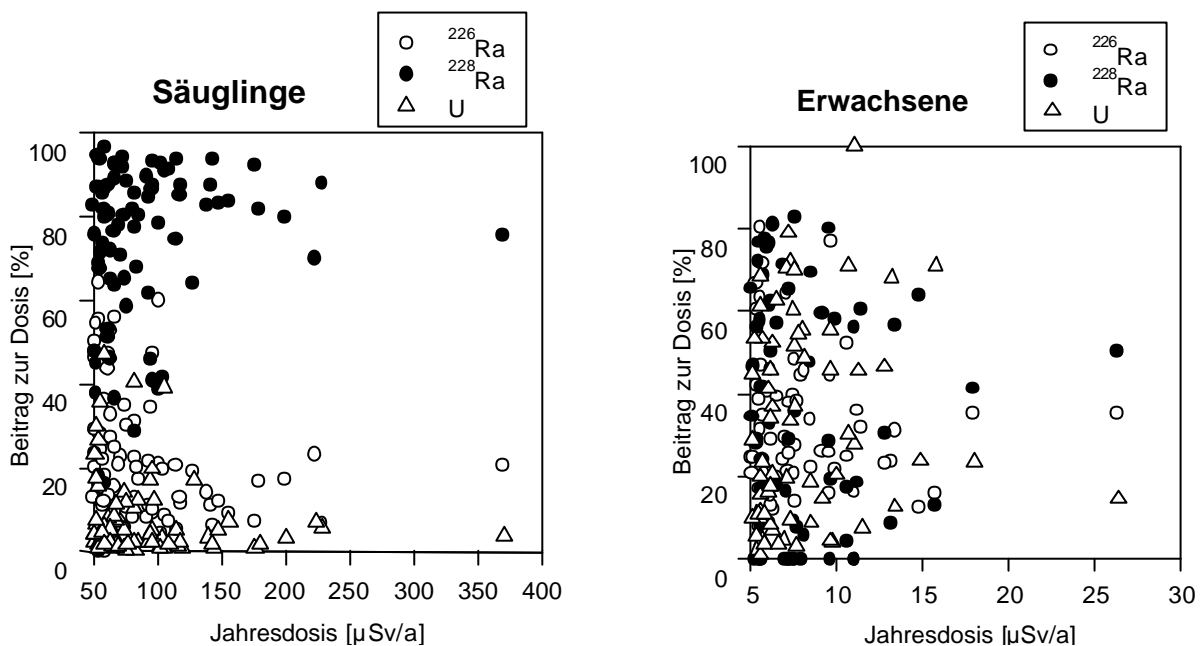 Säuglinge
²²⁶Ra
²²⁸Ra
U
Beitrag zur Dosis [%]
100
80
60
40
20
0
50 100 150 200 250 300 350 400
Jahresdosis [µSv/a]
Erwachsene
²²⁶Ra
²²⁸Ra
U
Beitrag zur Dosis [%]
100
80
60
40
20
0
5 10 15 20 25 30
Jahresdosis [µSv/a]